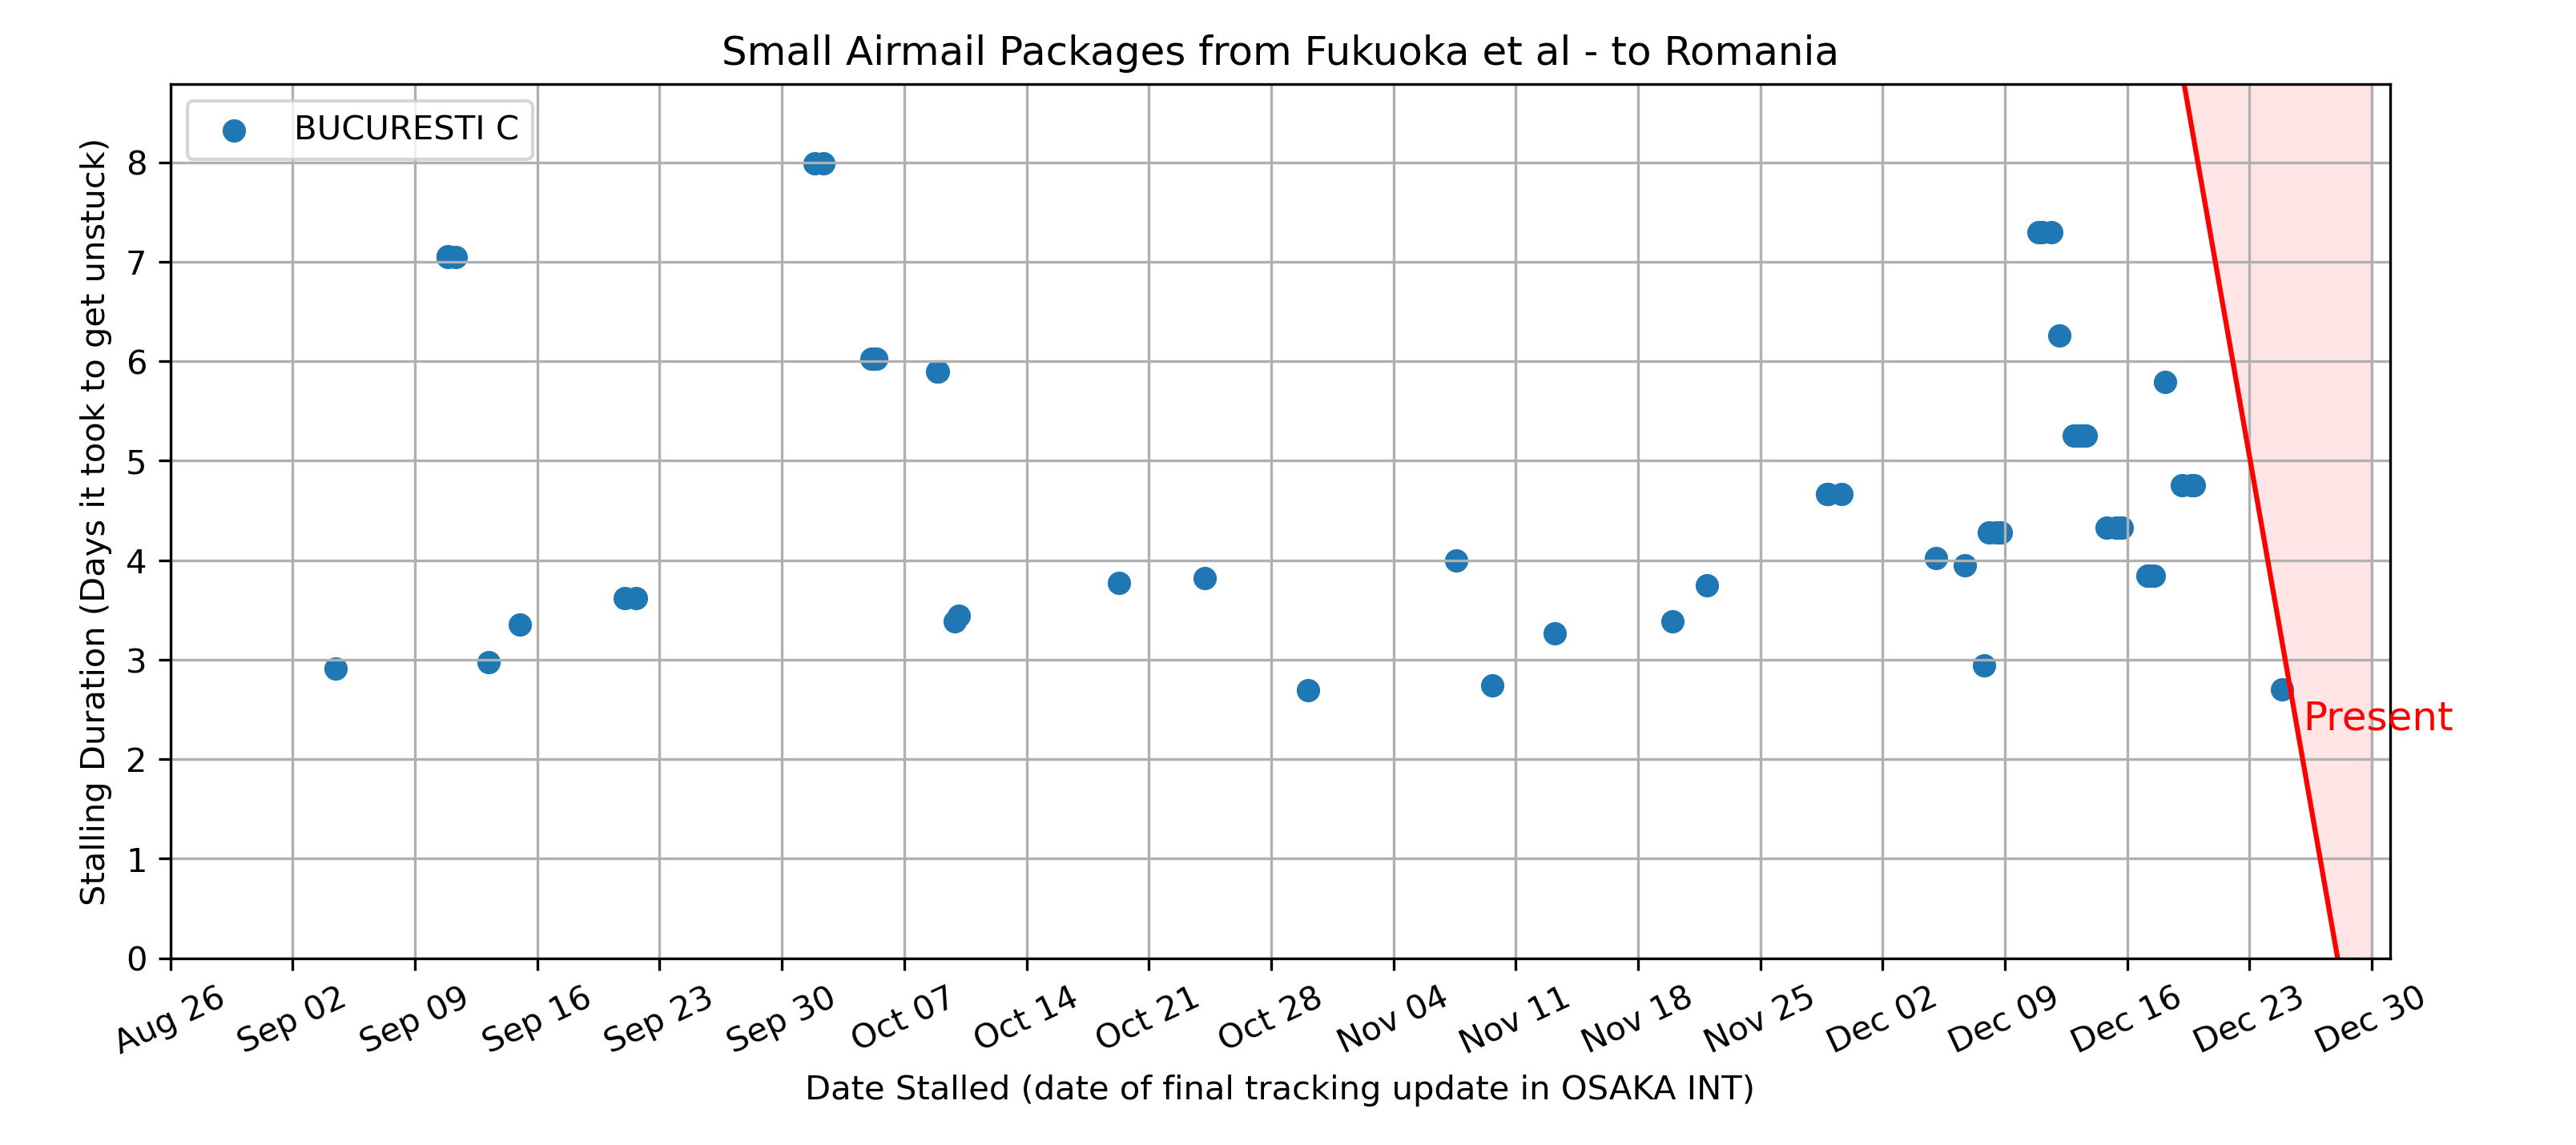 Small Airmail Packages from Fukuoka et al - to Romania
BUCURESTI C
Stalling Duration (Days it took to get unstuck)
8
7
6
5
4
3
2
1
0
Present
Aug 26
Sep 02
Sep 09
Sep 16
Sep 23
Sep 30
Oct 07
Oct 14
Oct 21
Oct 28
Nov 04
Nov 11
Nov 18
Nov 25
Dec 02
Dec 09
Dec 16
Dec 23
Dec 30
Date Stalled (date of final tracking update in OSAKA INT)